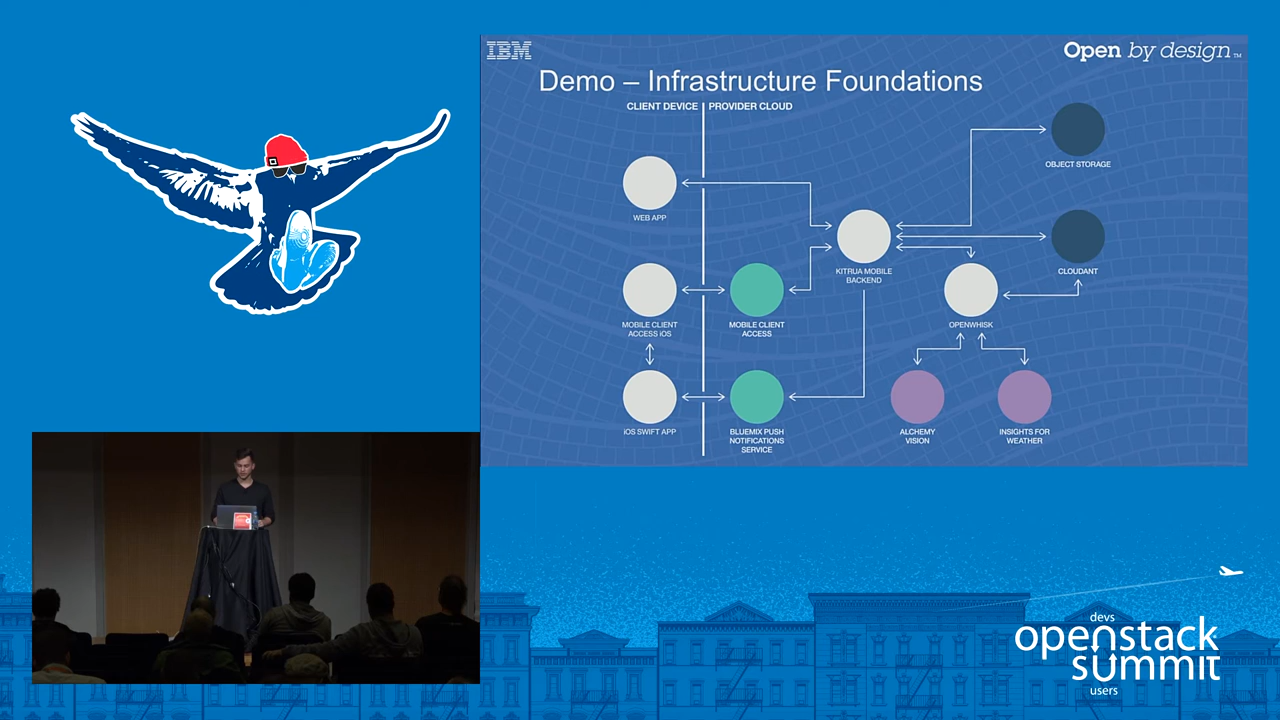 IBM
Open by design™
Demo – Infrastructure Foundations
CLIENT DEVICE
PROVIDER CLOUD
OBJECT STORAGE
WEB APP
KITRUA MOBILE
BACKEND
CLOUDANT
MOBILE CLIENT
ACCESS iOS
MOBILE CLIENT
ACCESS
OPENWHISK
iOS SWIFT APP
BLUEMIX PUSH
NOTIFICATIONS
SERVICE
ALCHEMY
VISION
INSIGHTS FOR
WEATHER
devs
openstack
summit
users